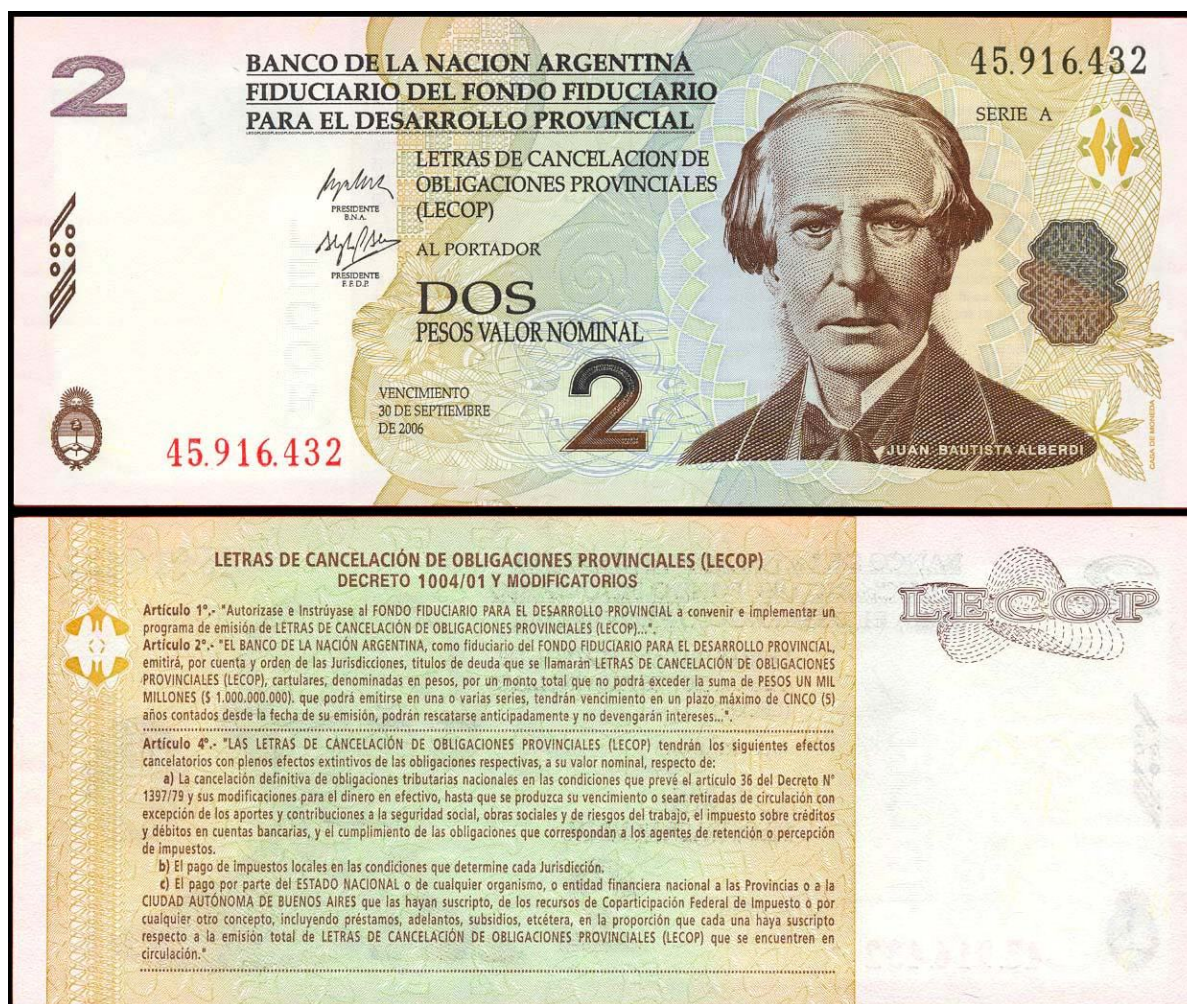 2
BANCO DE LA NACION ARGENTINA
FIDUCIARIO DEL FONDO FIDUCIARIO
PARA EL DESARROLLO PROVINCIAL
45.916.432
SERIE A
LETRAS DE CANCELACION DE
OBLIGACIONES PROVINCIALES
(LECOP)
PRESIDENTE
B.N.A.
AL PORTADOR
PRESIDENTE
F.F.D.P.
DOS
PESOS VALOR NOMINAL
VENCIMIENTO
30 DE SEPTIEMBRE
DE 2006
2
45.916.432
JUAN BAUTISTA ALBERDI
CASA DE MONEDA
LETRAS DE CANCELACIÓN DE OBLIGACIONES PROVINCIALES (LECOP)
DECRETO 1004/01 Y MODIFICATORIOS
LECOP
Artículo 1º.- "Autorízase e Instrúyase al FONDO FIDUCIARIO PARA EL DESARROLLO PROVINCIAL a convenir e implementar un
programa de emisión de LETRAS DE CANCELACIÓN DE OBLIGACIONES PROVINCIALES (LECOP)...".
Artículo 2º.- "EL BANCO DE LA NACIÓN ARGENTINA, como fiduciario del FONDO FIDUCIARIO PARA EL DESARROLLO PROVINCIAL,
emitirá, por cuenta y orden de las Jurisdicciones, títulos de deuda que se llamarán LETRAS DE CANCELACIÓN DE OBLIGACIONES
PROVINCIALES (LECOP), cartulares, denominadas en pesos, por un monto total que no podrá exceder la suma de PESOS UN MIL
MILLONES ($ 1.000.000.000). que podrá emitirse en una o varias series, tendrán vencimiento en un plazo máximo de CINCO (5)
años contados desde la fecha de su emisión, podrán rescatarse anticipadamente y no devengarán intereses...".
Artículo 4º.- "LAS LETRAS DE CANCELACIÓN DE OBLIGACIONES PROVINCIALES (LECOP) tendrán los siguientes efectos
cancelatorios con plenos efectos extintivos de las obligaciones respectivas, a su valor nominal, respecto de:
a) La cancelación definitiva de obligaciones tributarias nacionales en las condiciones que prevé el artículo 36 del Decreto N°
1397/79 y sus modificaciones para el dinero en efectivo, hasta que se produzca su vencimiento o sean retiradas de circulación con
excepción de los aportes y contribuciones a la seguridad social, obras sociales y de riesgos del trabajo, el impuesto sobre créditos
y débitos en cuentas bancarias, y el cumplimiento de las obligaciones que correspondan a los agentes de retención o percepción
de impuestos.
b) El pago de impuestos locales en las condiciones que determine cada Jurisdicción.
c) El pago por parte del ESTADO NACIONAL o de cualquier organismo, o entidad financiera nacional a las Provincias o a la
CIUDAD AUTÓNOMA DE BUENOS AIRES que las hayan suscripto, de los recursos de Coparticipación Federal de Impuesto o por
cualquier otro concepto, incluyendo préstamos, adelantos, subsidios, etcétera, en la proporción que cada una haya suscripto
respecto a la emisión total de LETRAS DE CANCELACIÓN DE OBLIGACIONES PROVINCIALES (LECOP) que se encuentren en
circulación."